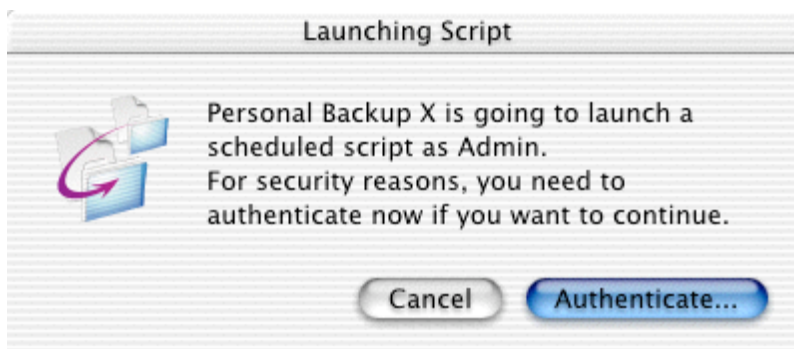 Launching Script
Personal Backup X is going to launch a
scheduled script as Admin.
For security reasons, you need to
authenticate now if you want to continue.
Cancel
Authenticate...